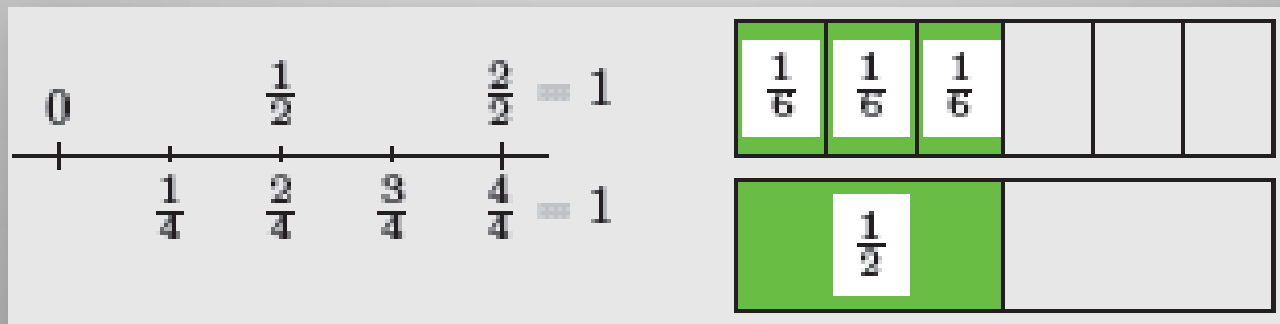 0 1/2 2/2 = 1
1/4 2/4 3/4 4/4 = 1
1/6 1/6 1/6
1/2